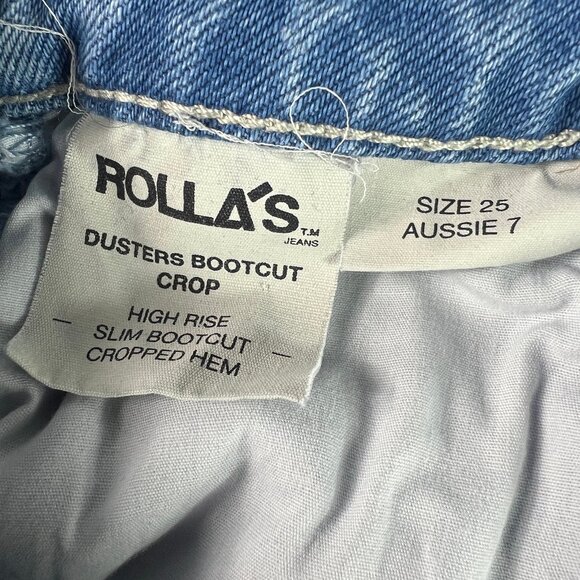 ROLLA'S T.M
JEANS
DUSTERS BOOTCUT
CROP
HIGH RISE
— SLIM BOOTCUT —
CROPPED HEM
SIZE 25
AUSSIE 7